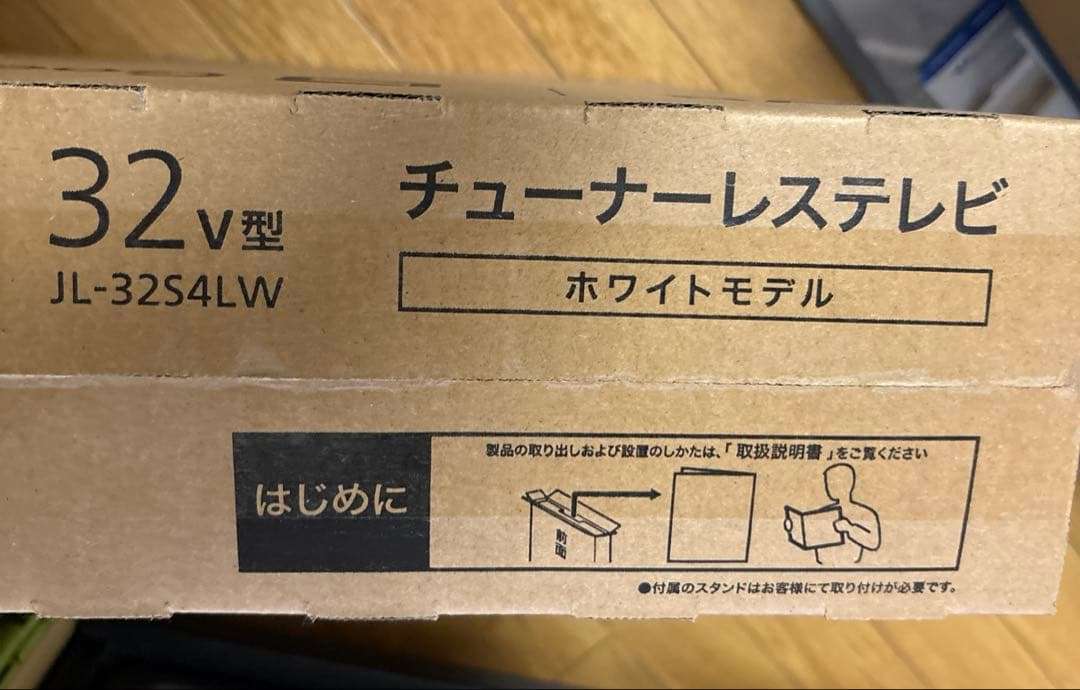 32V型
JL-32S4LW
チューナーレステレビ
ホワイトモデル
はじめに
製品の取り出しおよび設置のしかたは、「取扱説明書」をご覧ください
前面
●付属のスタンドはお客様にて取り付けが必要です。